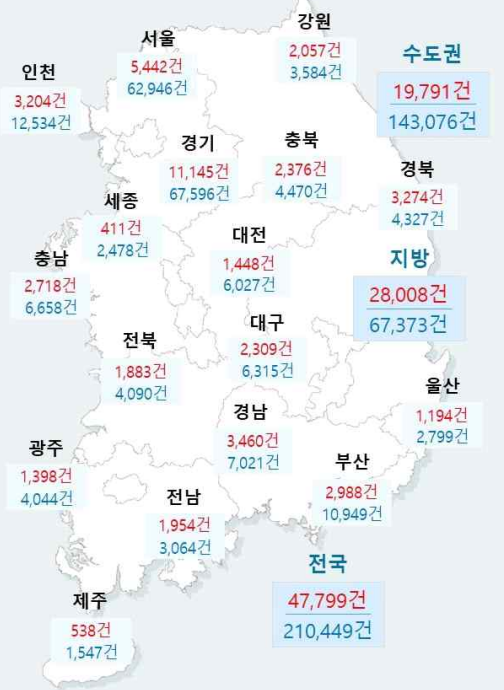 강원
2,057건
3,584건
서울
5,442건
62,946건
수도권
19,791건
143,076건
인천
3,204건
12,534건
경기
11,145건
67,596건
충북
2,376건
4,470건
경북
3,274건
4,327건
세종
411건
2,478건
대전
1,448건
6,027건
지방
28,008건
67,373건
충남
2,718건
6,658건
대구
2,309건
6,315건
전북
1,883건
4,090건
울산
1,194건
2,799건
경남
3,460건
7,021건
광주
1,398건
4,044건
부산
2,988건
10,949건
전남
1,954건
3,064건
전국
47,799건
210,449건
제주
538건
1,547건